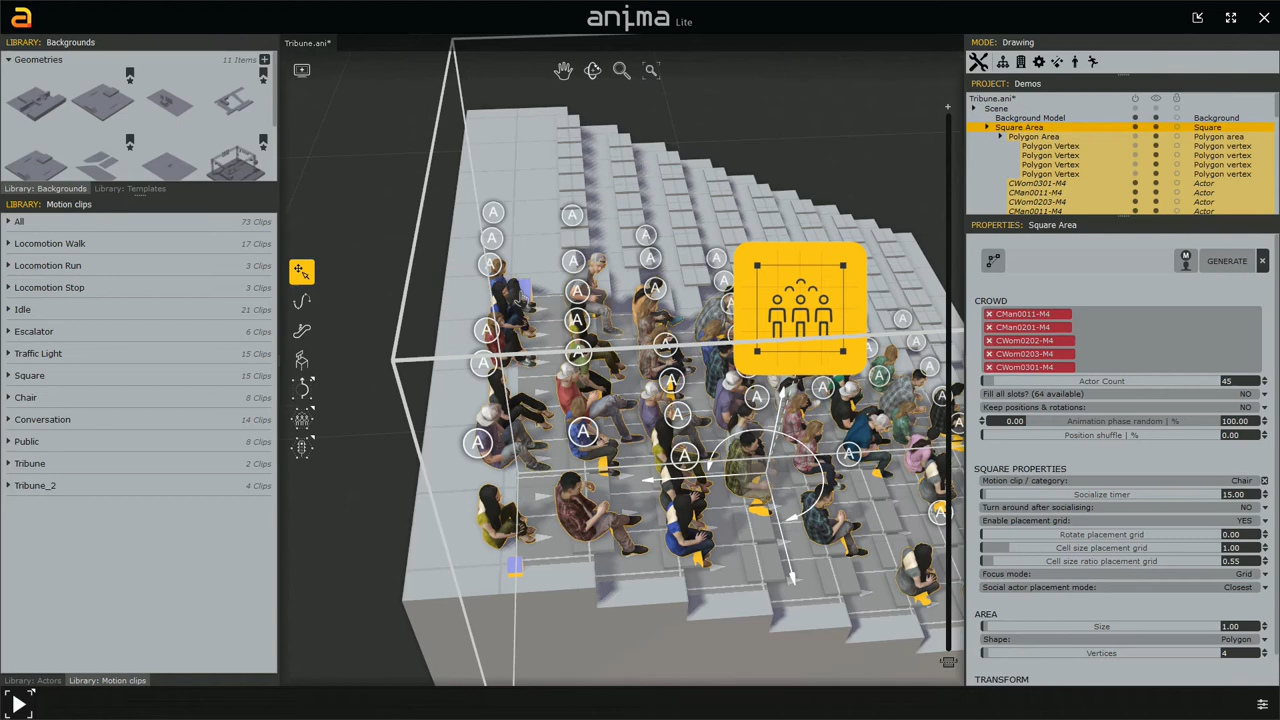 anima Lite
LIBRARY: Backgrounds
Geometries 11 Items
Library: Backgrounds Library: Templates
LIBRARY: Motion clips
All 73 Clips
Locomotion Walk 17 Clips
Locomotion Run 3 Clips
Locomotion Stop 3 Clips
Idle 21 Clips
Escalator 6 Clips
Traffic Light 15 Clips
Square 15 Clips
Chair 9 Clips
Conversation 14 Clips
Public 8 Clips
Tribune 2 Clips
Tribune_2 4 Clips
Library: Actors Library: Motion clips
Tribune.ani*
MODE: Drawing
PROJECT: Demos
Tribune.ani*
Scene
Background Model Background
Square Area Square
Polygon Area Polygon area
Polygon Vertex Polygon vertex
Polygon Vertex Polygon vertex
Polygon Vertex Polygon vertex
Polygon Vertex Polygon vertex
CWom0301-M4 Actor
CMan0011-M4 Actor
CWom0203-M4 Actor
CMan0011-M4 Actor
PROPERTIES: Square Area
GENERATE
CROWD
CMan0011-M4
CMan0201-M4
CWom0202-M4
CWom0203-M4
CWom0301-M4
Actor Count 45
Fill all slots? (64 available) NO
Keep positions & rotations: NO
0.00 Animation phase random | % 100.00
Position shuffle | % 0.00
SQUARE PROPERTIES
Motion clip / category: Chair
Socialize timer 15.00
Turn around after socialising: NO
Enable placement grid: YES
Rotate placement grid 0.00
Cell size placement grid 1.00
Cell size ratio placement grid 0.55
Focus mode: Grid
Social actor placement mode: Closest
AREA
Size 1.00
Shape: Polygon
Vertices 4
TRANSFORM